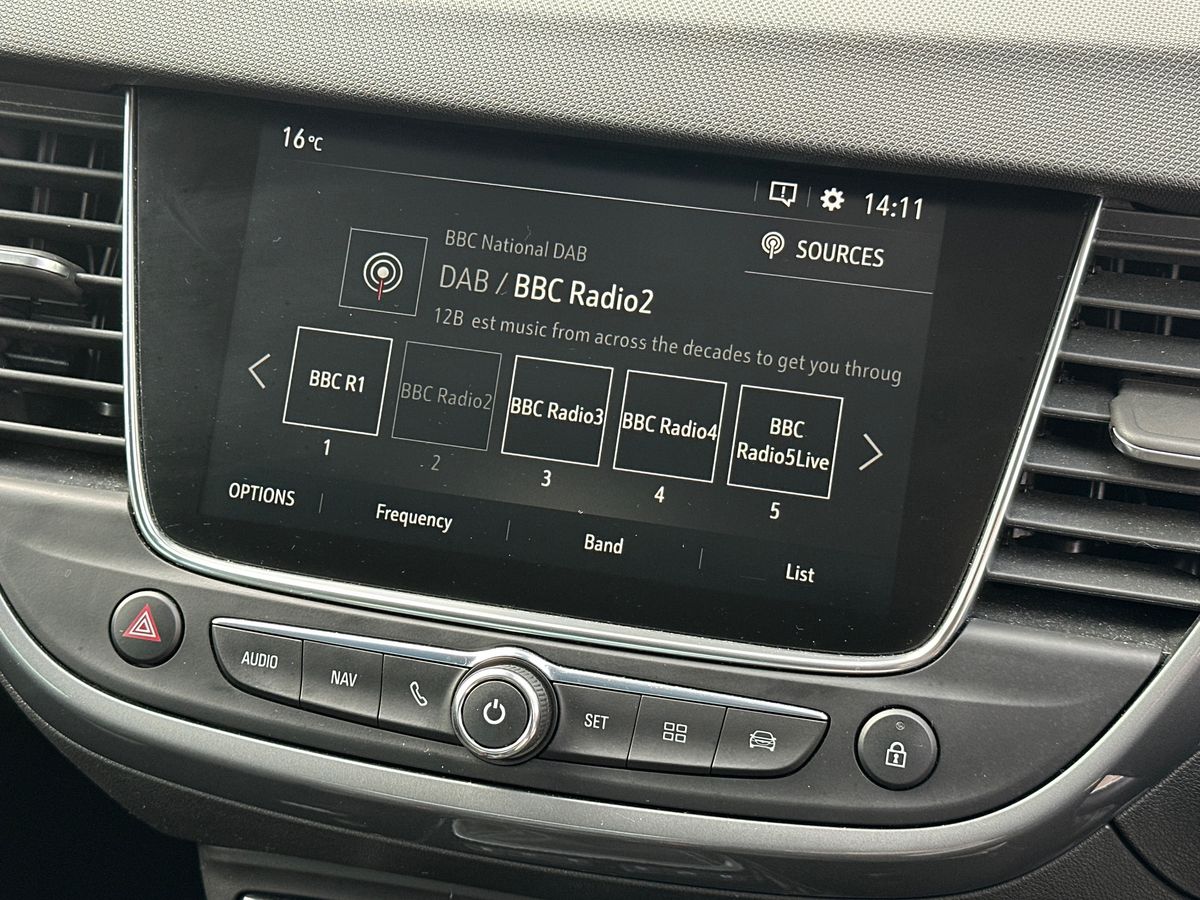 16°C
14:11
SOURCES
BBC National DAB
DAB / BBC Radio2
12B est music from across the decades to get you throug
BBC R1
BBC Radio2
BBC Radio3
BBC Radio4
BBC
Radio5Live
1
2
3
4
5
OPTIONS
Frequency
Band
List
AUDIO
NAV
SET